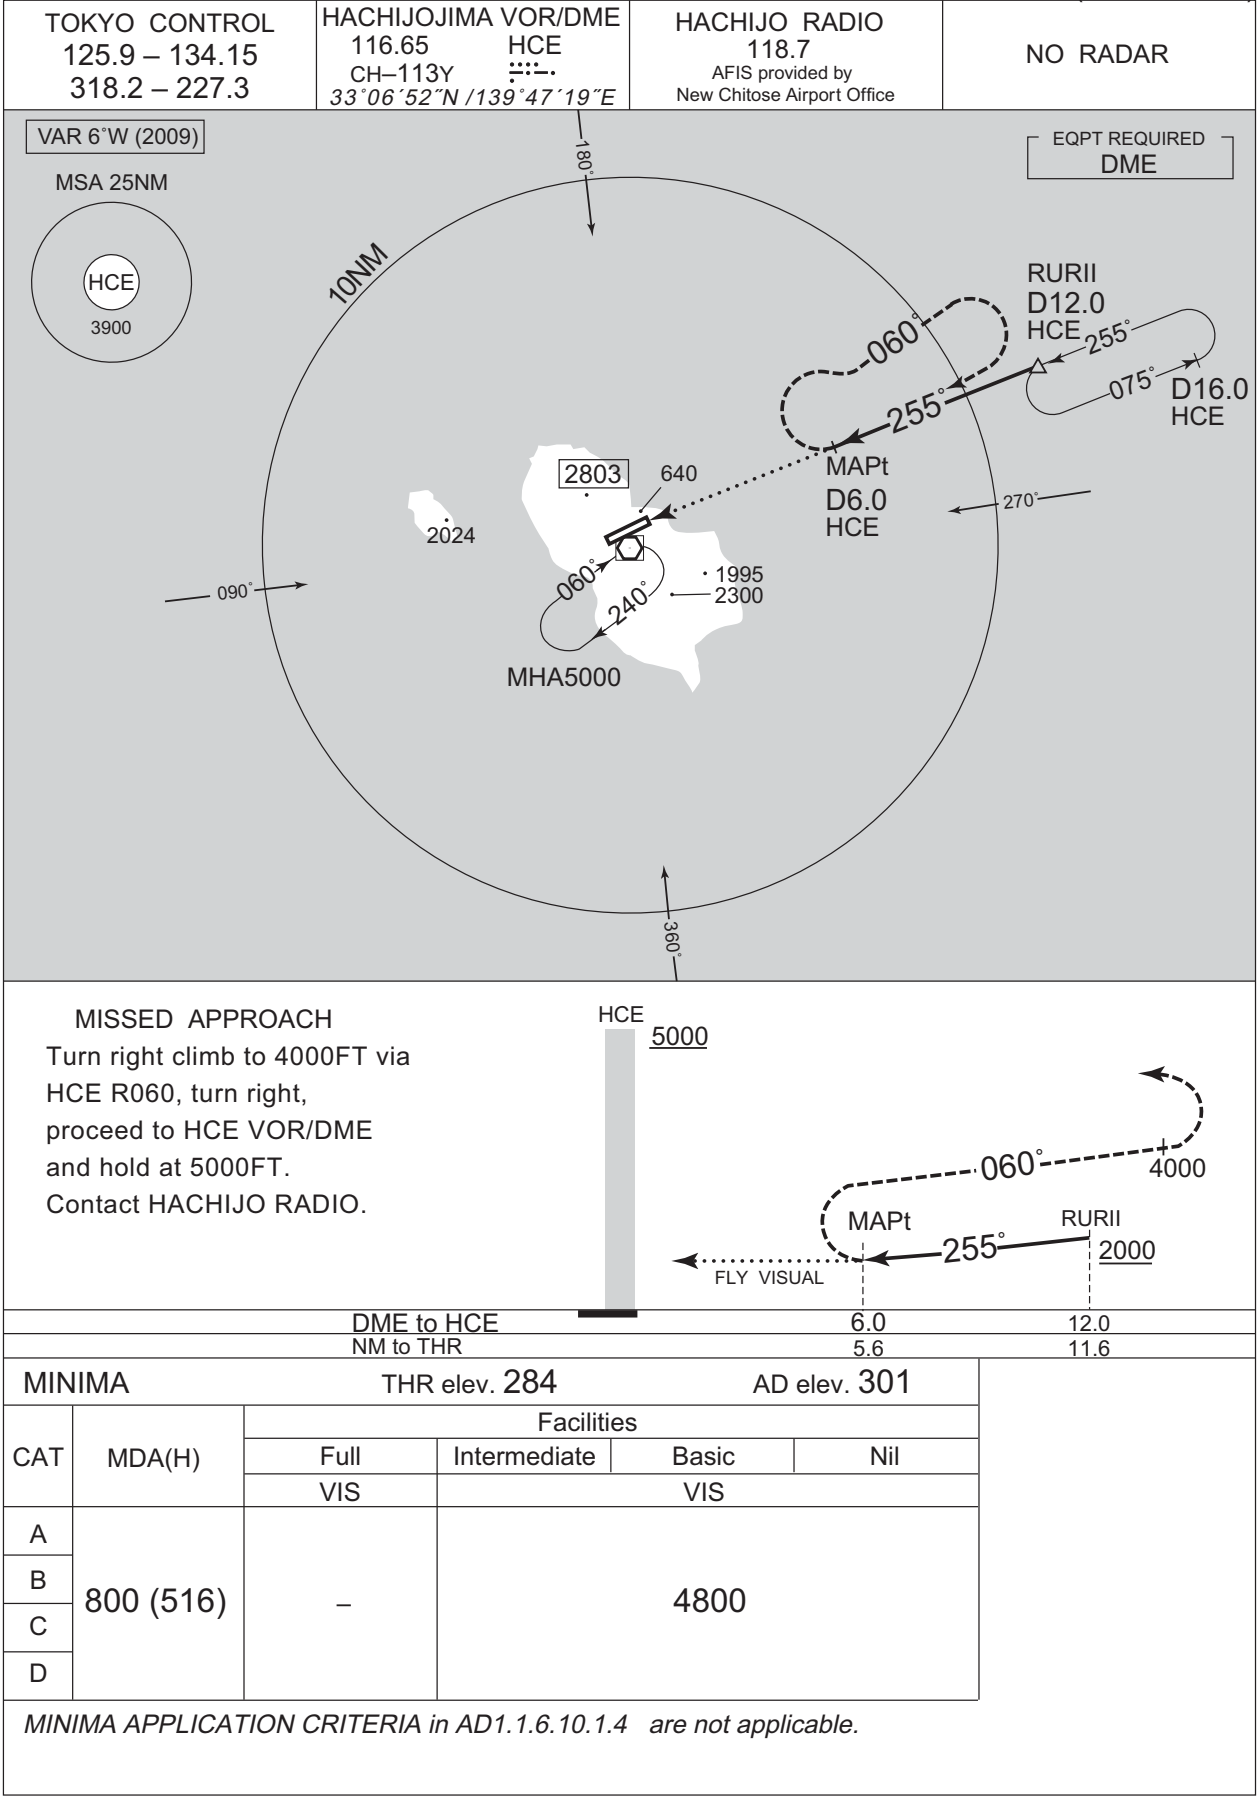 TOKYO CONTROL
125.9 – 134.15
318.2 – 227.3
HACHIJOJIMA VOR/DME
116.65 HCE
CH–113Y
33°06´52˝N /139°47´19˝E
HACHIJO RADIO
118.7
AFIS provided by
New Chitose Airport Office
NO RADAR
VAR 6°W (2009)
MSA 25NM
HCE
3900
EQPT REQUIRED
DME
180°
10NM
RURII
D12.0
HCE
255°
075°
D16.0
HCE
060°
255°
MAPt
D6.0
HCE
270°
2803
640
2024
1995
2300
060°
240°
090°
MHA5000
360°
MISSED APPROACH
Turn right climb to 4000FT via
HCE R060, turn right,
proceed to HCE VOR/DME
and hold at 5000FT.
Contact HACHIJO RADIO.
HCE
5000
060°
4000
MAPt
RURII
255°
2000
FLY VISUAL
DME to HCE 6.0 12.0
NM to THR 5.6 11.6
MINIMA THR elev. 284 AD elev. 301
CAT MDA(H) Facilities
Full Intermediate Basic Nil
VIS VIS
A
B
C
D
800 (516) – 4800
MINIMA APPLICATION CRITERIA in AD1.1.6.10.1.4 are not applicable.